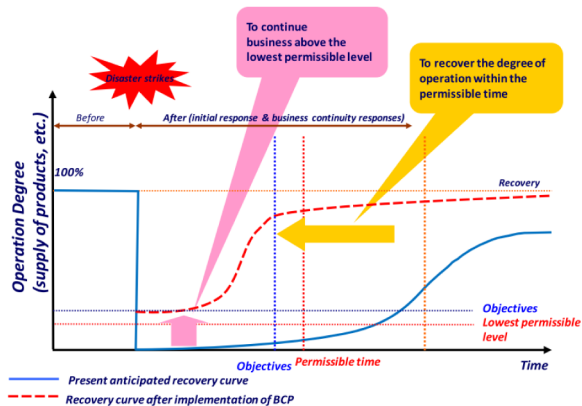 To continue
business above the
lowest permissible level
Disaster strikes
To recover the degree of
operation within the
permissible time
Before
After (initial response & business continuity responses)
Operation Degree
(supply of products, etc.)
100%
Recovery
Objectives
Lowest permissible
level
Objectives
Permissible time
Time
Present anticipated recovery curve
Recovery curve after implementation of BCP